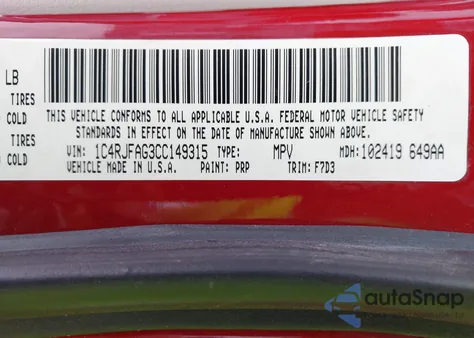 LB
TIRES
COLD
TIRES
COLD
THIS VEHICLE CONFORMS TO ALL APPLICABLE U.S.A. FEDERAL MOTOR VEHICLE SAFETY
STANDARDS IN EFFECT ON THE DATE OF MANUFACTURE SHOWN ABOVE.
VIN: 1C4RJFAG3CC149315 TYPE: MPV MDH: 102419 649AA
VEHICLE MADE IN U.S.A. PAINT: PRP TRIM: F7D3
autoSnap